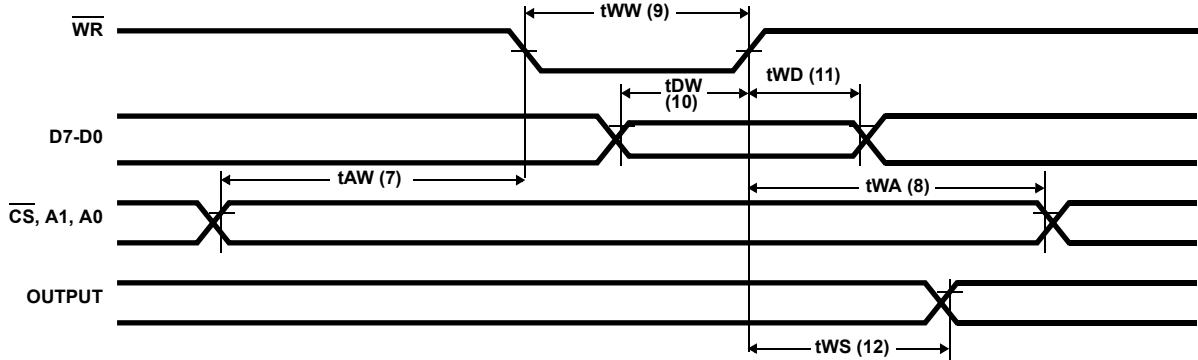 tWW (9)
WR
tDW
(10)
tWD (11)
D7-D0
tAW (7)
tWA (8)
CS, A1, A0
OUTPUT
tWS (12)